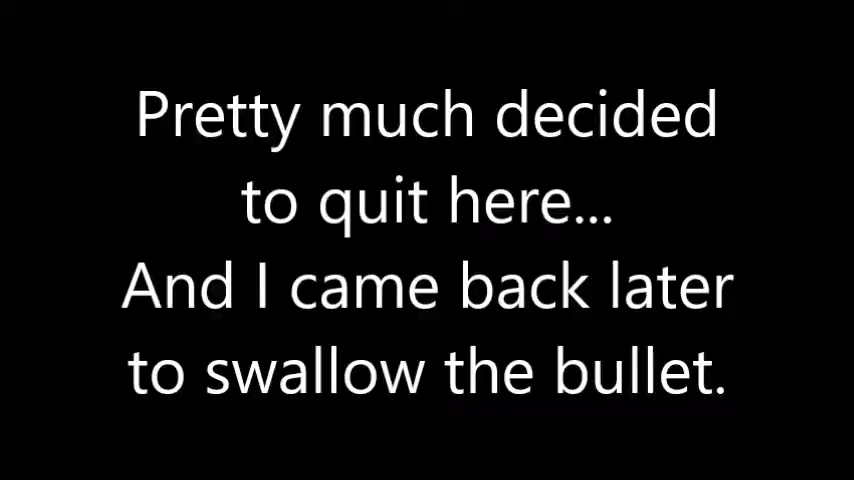 Pretty much decided
to quit here...
And I came back later
to swallow the bullet.